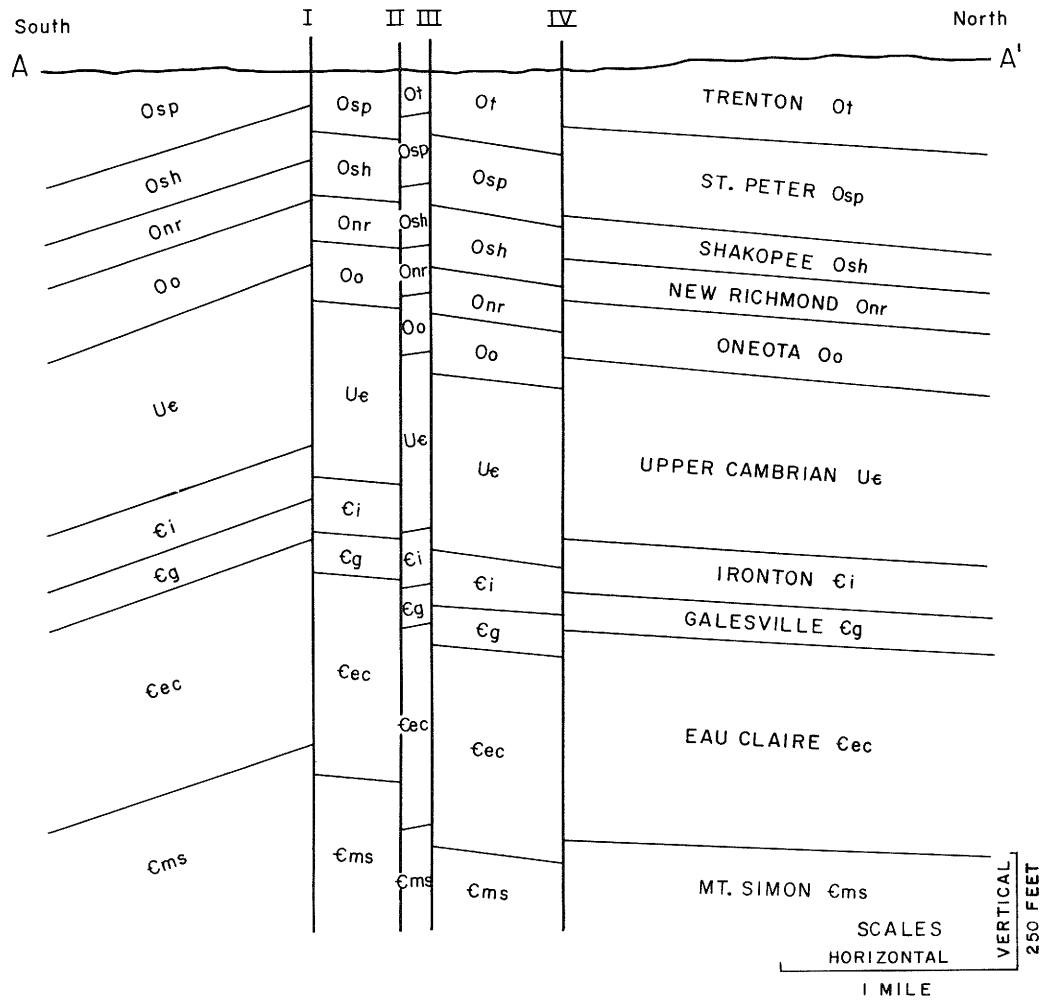 South
I
II
III
IV
North
A
A'
Osp
Osh
Onr
Oo
U€
€i
€g
€ec
€ms
Osp
Osh
Onr
Oo
U€
€i
€g
€ec
€ms
Ot
Osp
Osh
Onr
Oo
U€
€i
€g
€ec
€ms
Ot
Osp
Osh
Onr
Oo
U€
€i
€g
€ec
€ms
TRENTON Ot
ST. PETER Osp
SHAKOPEE Osh
NEW RICHMOND Onr
ONEOTA Oo
UPPER CAMBRIAN U€
IRONTON €i
GALESVILLE €g
EAU CLAIRE €ec
MT. SIMON €ms
SCALES
HORIZONTAL
1 MILE
VERTICAL
250 FEET